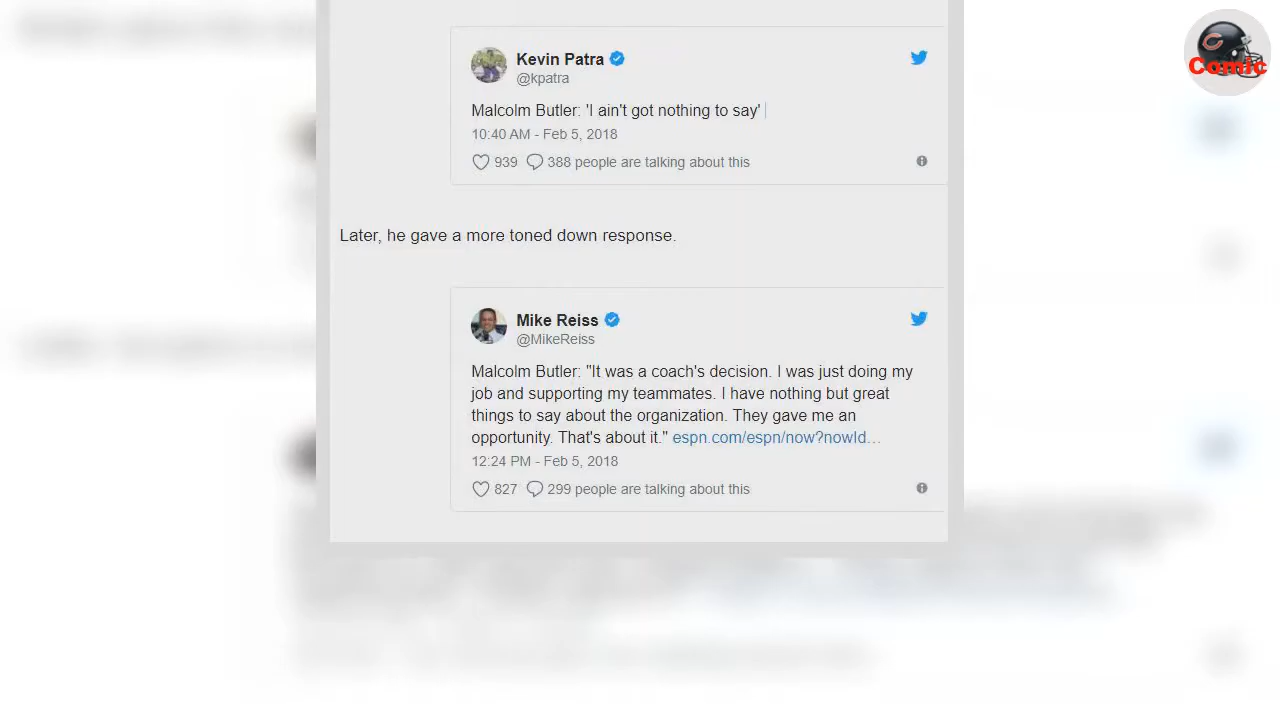 Comic
Kevin Patra
@kpatra
Malcolm Butler: 'I ain't got nothing to say'
10:40 AM - Feb 5, 2018
939 388 people are talking about this
Later, he gave a more toned down response.
Mike Reiss
@MikeReiss
Malcolm Butler: "It was a coach's decision. I was just doing my
job and supporting my teammates. I have nothing but great
things to say about the organization. They gave me an
opportunity. That's about it." espn.com/espn/now?nowId…
12:24 PM - Feb 5, 2018
827 299 people are talking about this